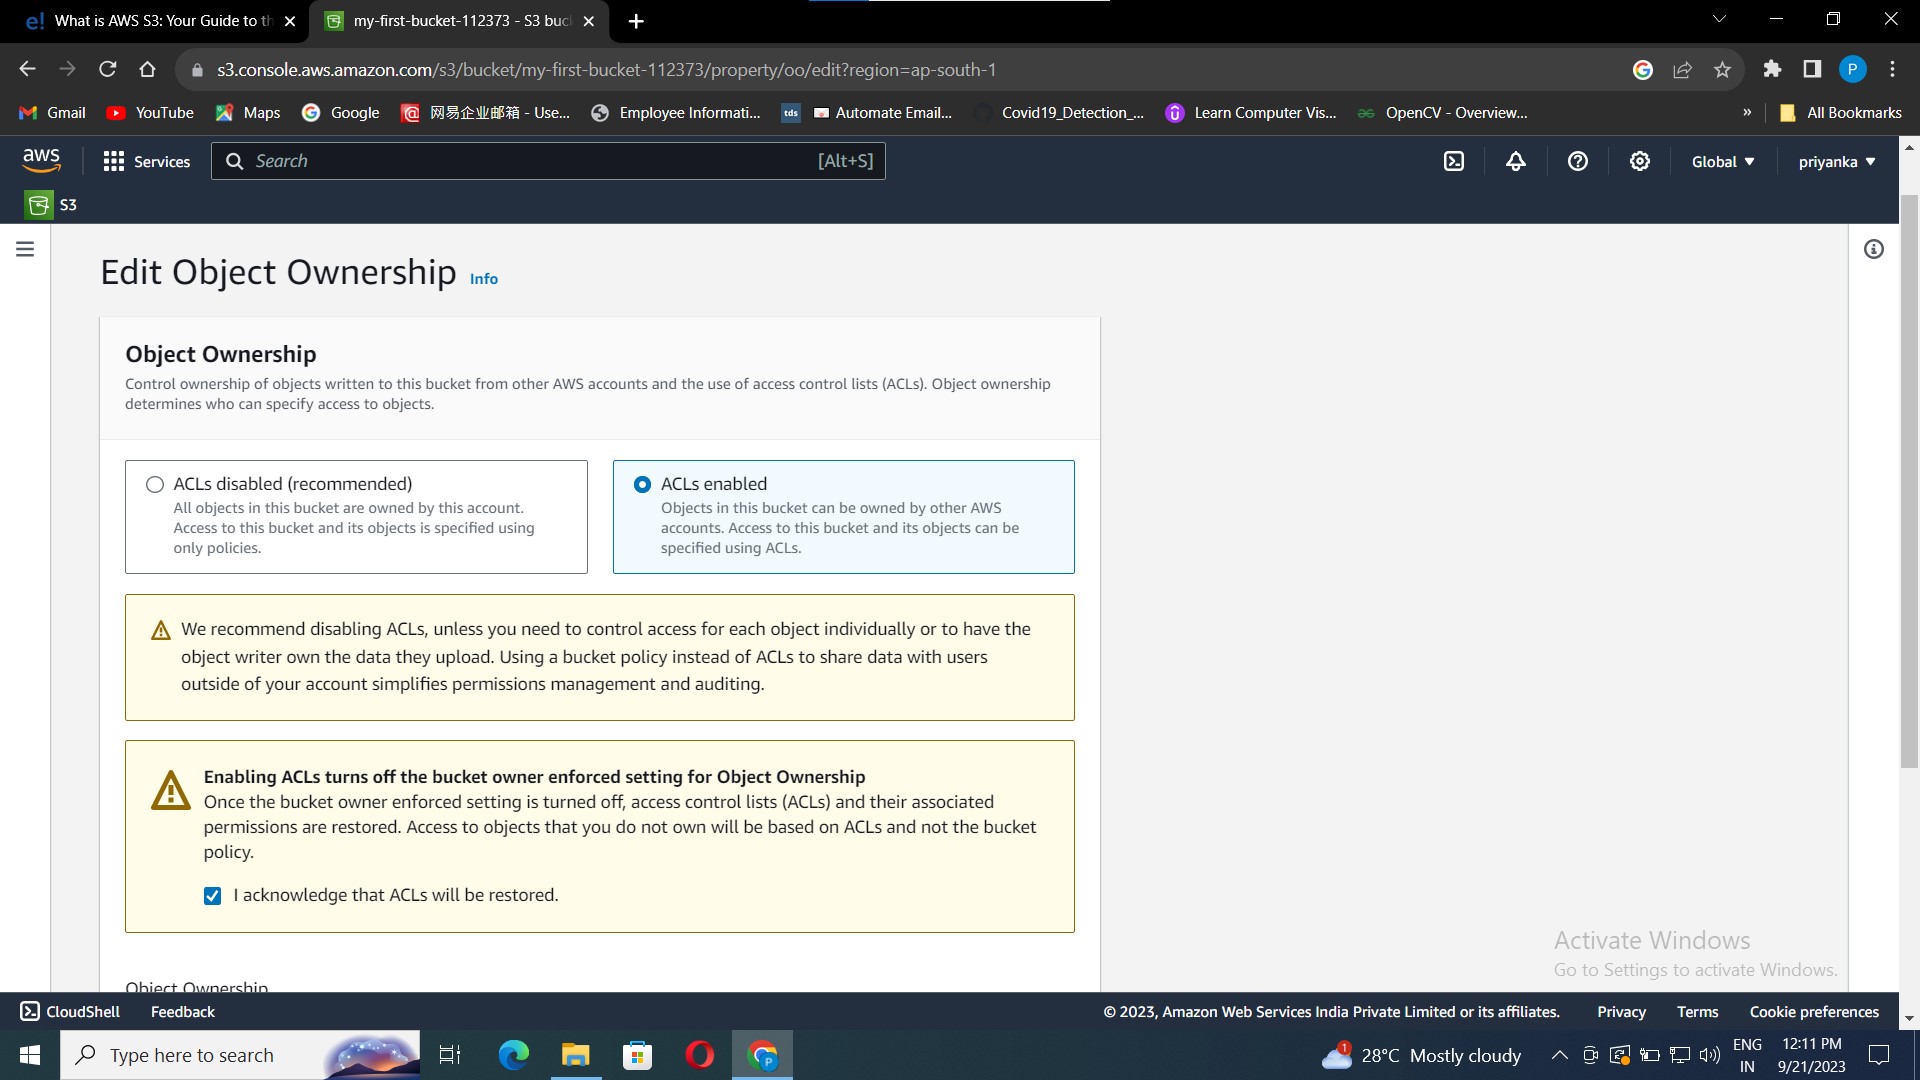 e! What is AWS S3: Your Guide to th
my-first-bucket-112373 - S3 buc
s3.console.aws.amazon.com/s3/bucket/my-first-bucket-112373/property/oo/edit?region=ap-south-1
P
Gmail YouTube Maps Google 网易企业邮箱 - Use... Employee Informati... tds Automate Email... Covid19_Detection_... Learn Computer Vis... OpenCV - Overview... » All Bookmarks
aws Services Search [Alt+S] Global priyanka
S3
Edit Object Ownership Info
Object Ownership
Control ownership of objects written to this bucket from other AWS accounts and the use of access control lists (ACLs). Object ownership
determines who can specify access to objects.
ACLs disabled (recommended)
All objects in this bucket are owned by this account.
Access to this bucket and its objects is specified using
only policies.
ACLs enabled
Objects in this bucket can be owned by other AWS
accounts. Access to this bucket and its objects can be
specified using ACLs.
We recommend disabling ACLs, unless you need to control access for each object individually or to have the
object writer own the data they upload. Using a bucket policy instead of ACLs to share data with users
outside of your account simplifies permissions management and auditing.
Enabling ACLs turns off the bucket owner enforced setting for Object Ownership
Once the bucket owner enforced setting is turned off, access control lists (ACLs) and their associated
permissions are restored. Access to objects that you do not own will be based on ACLs and not the bucket
policy.
I acknowledge that ACLs will be restored.
Object Ownership
Activate Windows
Go to Settings to activate Windows.
CloudShell Feedback © 2023, Amazon Web Services India Private Limited or its affiliates. Privacy Terms Cookie preferences
Type here to search
1 28°C Mostly cloudy
ENG
IN
12:11 PM
9/21/2023